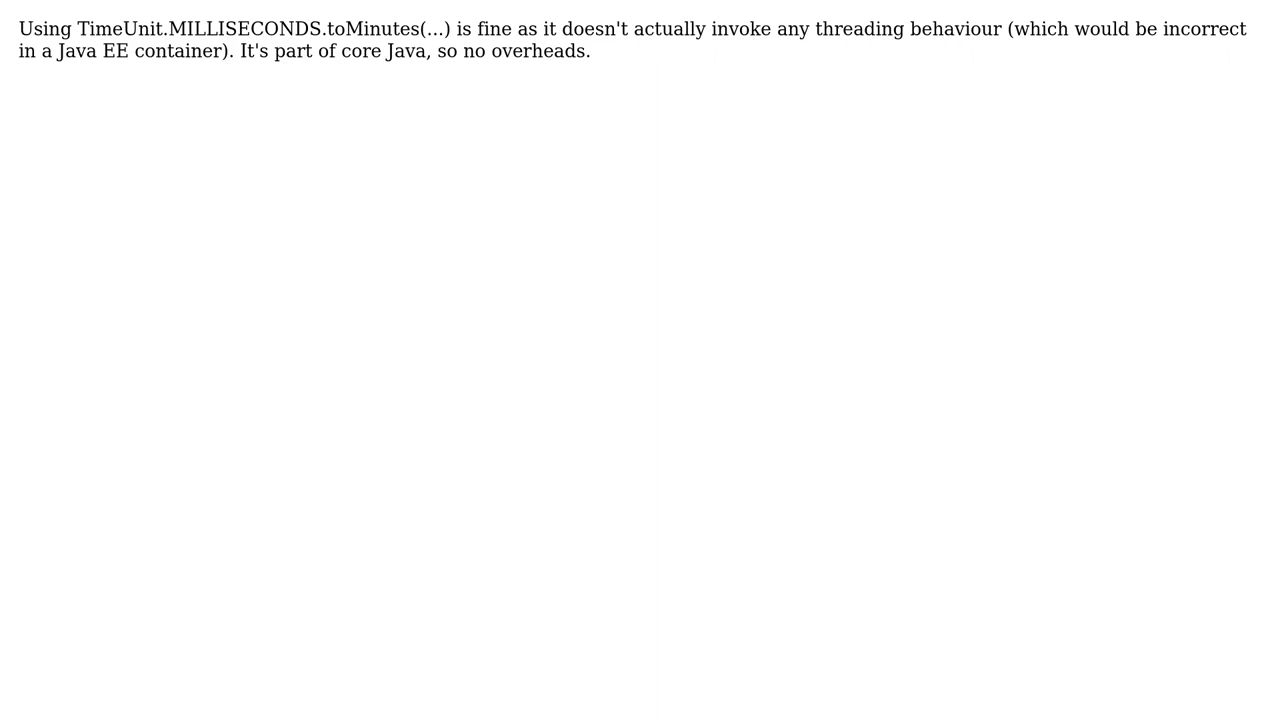 Using TimeUnit.MILLISECONDS.toMinutes(...) is fine as it doesn't actually invoke any threading behaviour (which would be incorrect
in a Java EE container). It's part of core Java, so no overheads.